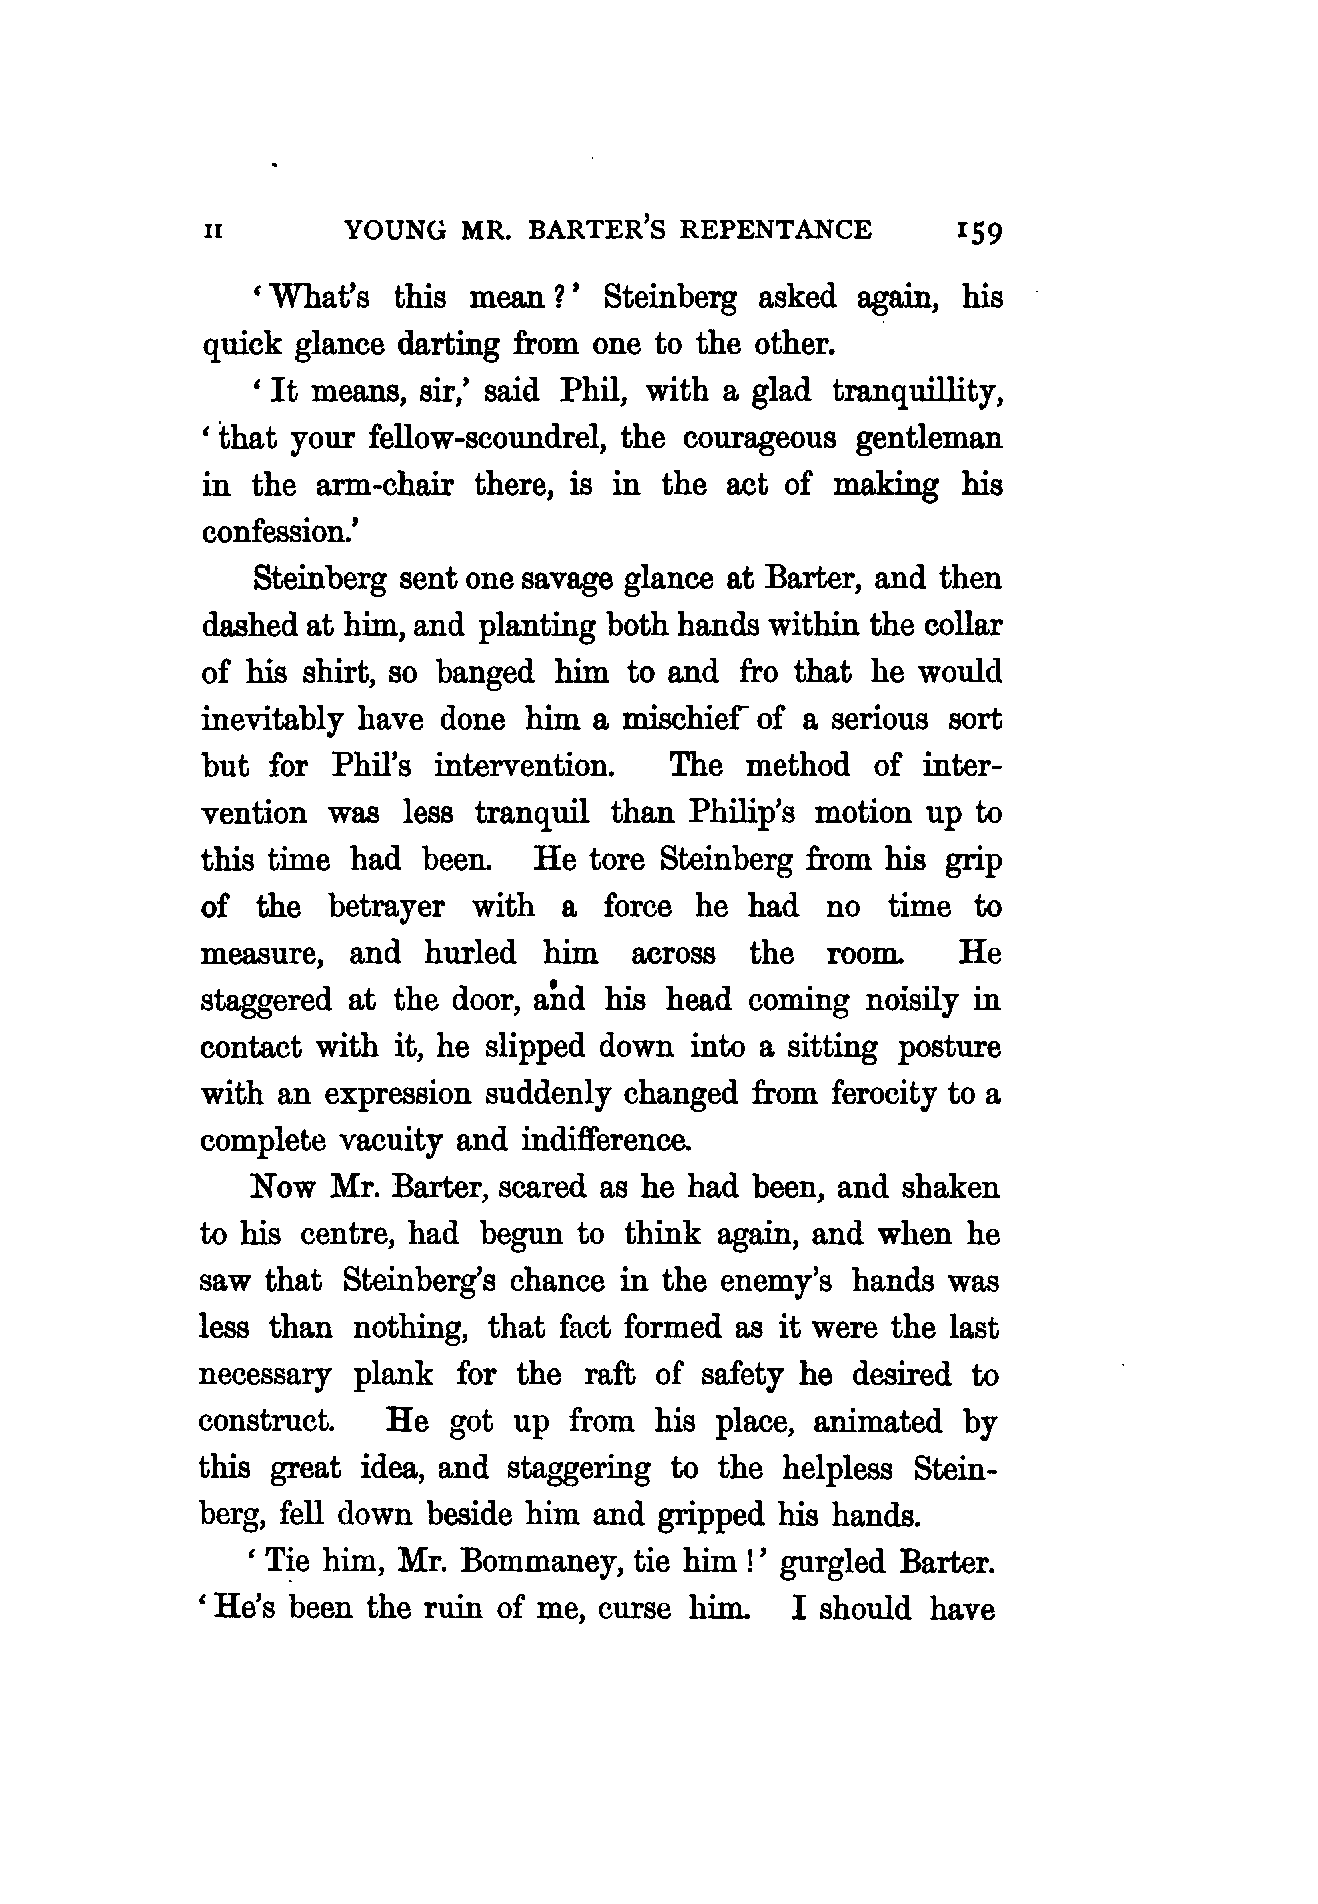 II YOUNG MR. BARTER'S REPENTANCE 159
‘What's this mean?’ Steinberg asked again, his
quick glance darting from one to the other.
‘It means, sir,’ said Phil, with a glad tranquillity,
‘that your fellow-scoundrel, the courageous gentleman
in the arm-chair there, is in the act of making his
confession.’
Steinberg sent one savage glance at Barter, and then
dashed at him, and planting both hands within the collar
of his shirt, so banged him to and fro that he would
inevitably have done him a mischief of a serious sort
but for Phil's intervention. The method of inter-
vention was less tranquil than Philip's motion up to
this time had been. He tore Steinberg from his grip
of the betrayer with a force he had no time to
measure, and hurled him across the room. He
staggered at the door, and his head coming noisily in
contact with it, he slipped down into a sitting posture
with an expression suddenly changed from ferocity to a
complete vacuity and indifference.
Now Mr. Barter, scared as he had been, and shaken
to his centre, had begun to think again, and when he
saw that Steinberg's chance in the enemy's hands was
less than nothing, that fact formed as it were the last
necessary plank for the raft of safety he desired to
construct. He got up from his place, animated by
this great idea, and staggering to the helpless Stein-
berg, fell down beside him and gripped his hands.
‘Tie him, Mr. Bommaney, tie him!’ gurgled Barter.
‘He's been the ruin of me, curse him. I should have